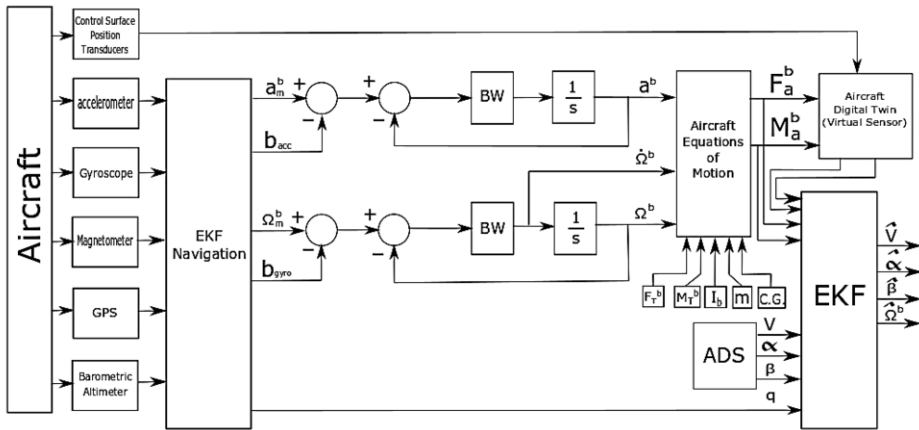 Aircraft
Control Surface
Position
Transducers
accelerometer
Gyroscope
Magnetometer
GPS
Barometric
Altimeter
EKF
Navigation
a_m^b
+
−
b_acc
+
−
BW
1/s
a^b
Ω_m^b
+
−
b_gyro
+
−
BW
1/s
Ω̇^b
Ω^b
Aircraft
Equations
of
Motion
F_T^b
M_T^b
I_b
m
C.G.
F_a^b
M_a^b
Aircraft
Digital Twin
(Virtual Sensor)
ADS
V
α
β
q
EKF
V̂
α̂
β̂
Ω̂^b